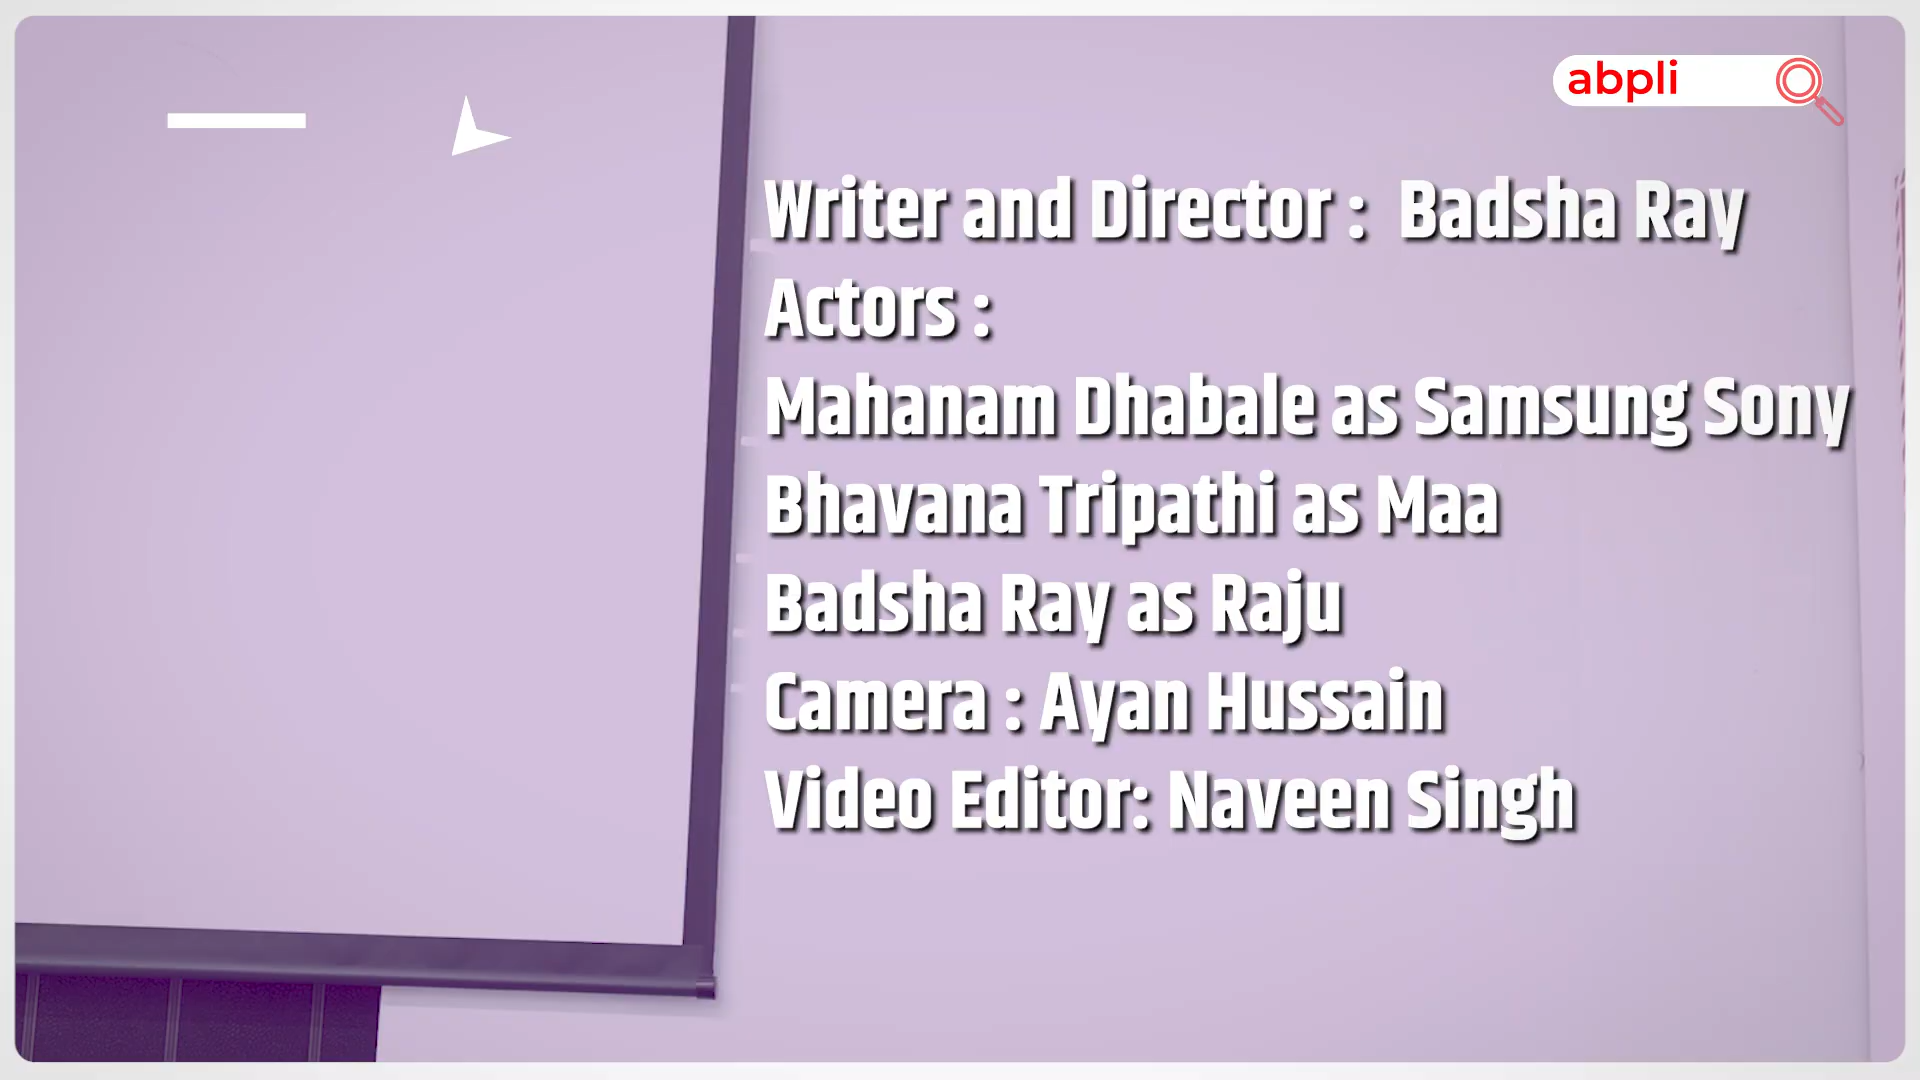 abpli
Writer and Director : Badsha Ray
Actors :
Mahanam Dhabale as Samsung Sony
Bhavana Tripathi as Maa
Badsha Ray as Raju
Camera : Ayan Hussain
Video Editor: Naveen Singh